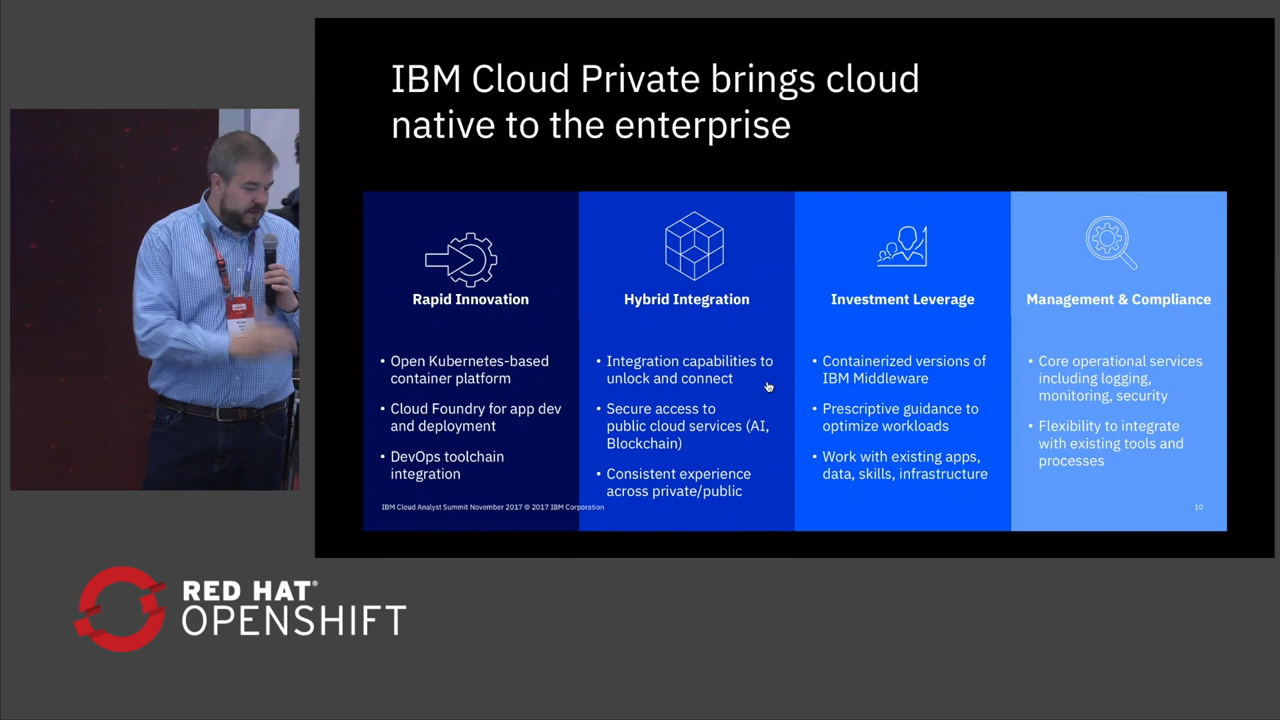 IBM Cloud Private brings cloud
native to the enterprise
Rapid Innovation
• Open Kubernetes-based
container platform
• Cloud Foundry for app dev
and deployment
• DevOps toolchain
integration
Hybrid Integration
• Integration capabilities to
unlock and connect
• Secure access to
public cloud services (AI,
Blockchain)
• Consistent experience
across private/public
Investment Leverage
• Containerized versions of
IBM Middleware
• Prescriptive guidance to
optimize workloads
• Work with existing apps,
data, skills, infrastructure
Management & Compliance
• Core operational services
including logging,
monitoring, security
• Flexibility to integrate
with existing tools and
processes
IBM Cloud Analyst Summit November 2017 © 2017 IBM Corporation
10
RED HAT®
OPENSHIFT